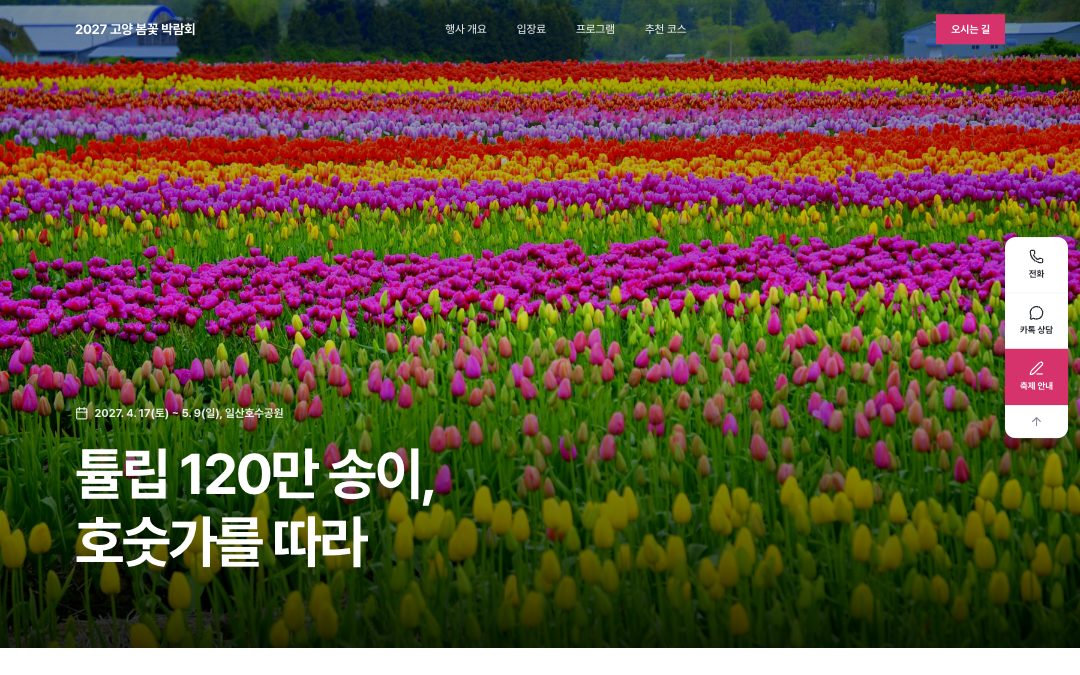 2027 고양 봄꽃 박람회
행사 개요
입장료
프로그램
추천 코스
오시는 길
전화
카톡 상담
축제 안내
2027. 4. 17(토) ~ 5. 9(일), 일산호수공원
튤립 120만 송이,
호숫가를 따라